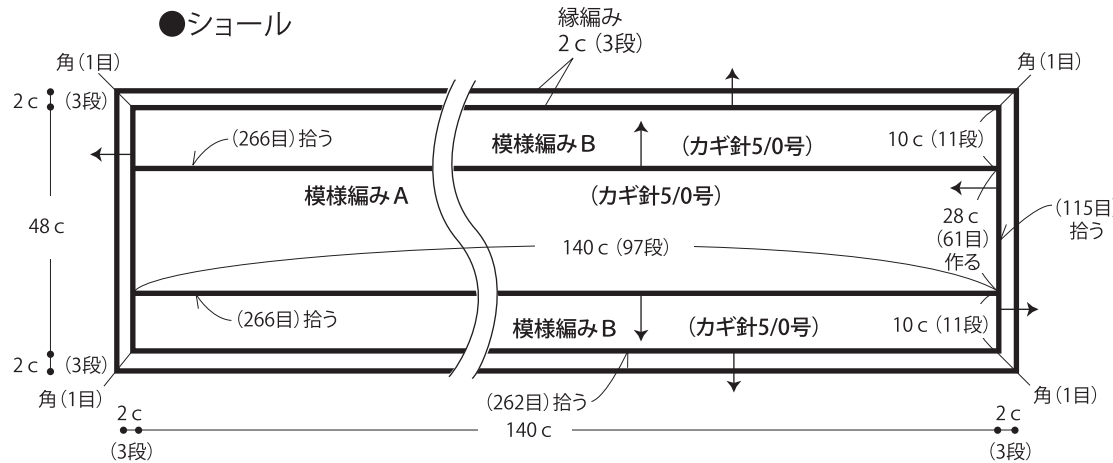 ●ショール
縁編み
2c（3段）
角（1目）
角（1目）
2c
（3段）
（266目）拾う
模様編みB
（カギ針5/0号）
10c（11段）
模様編みA
（カギ針5/0号）
48c
28c
（61目）
作る
（115目）
拾う
140c（97段）
（266目）拾う
模様編みB
（カギ針5/0号）
10c（11段）
2c
（3段）
角（1目）
（262目）拾う
角（1目）
2c
（3段）
140c
2c
（3段）